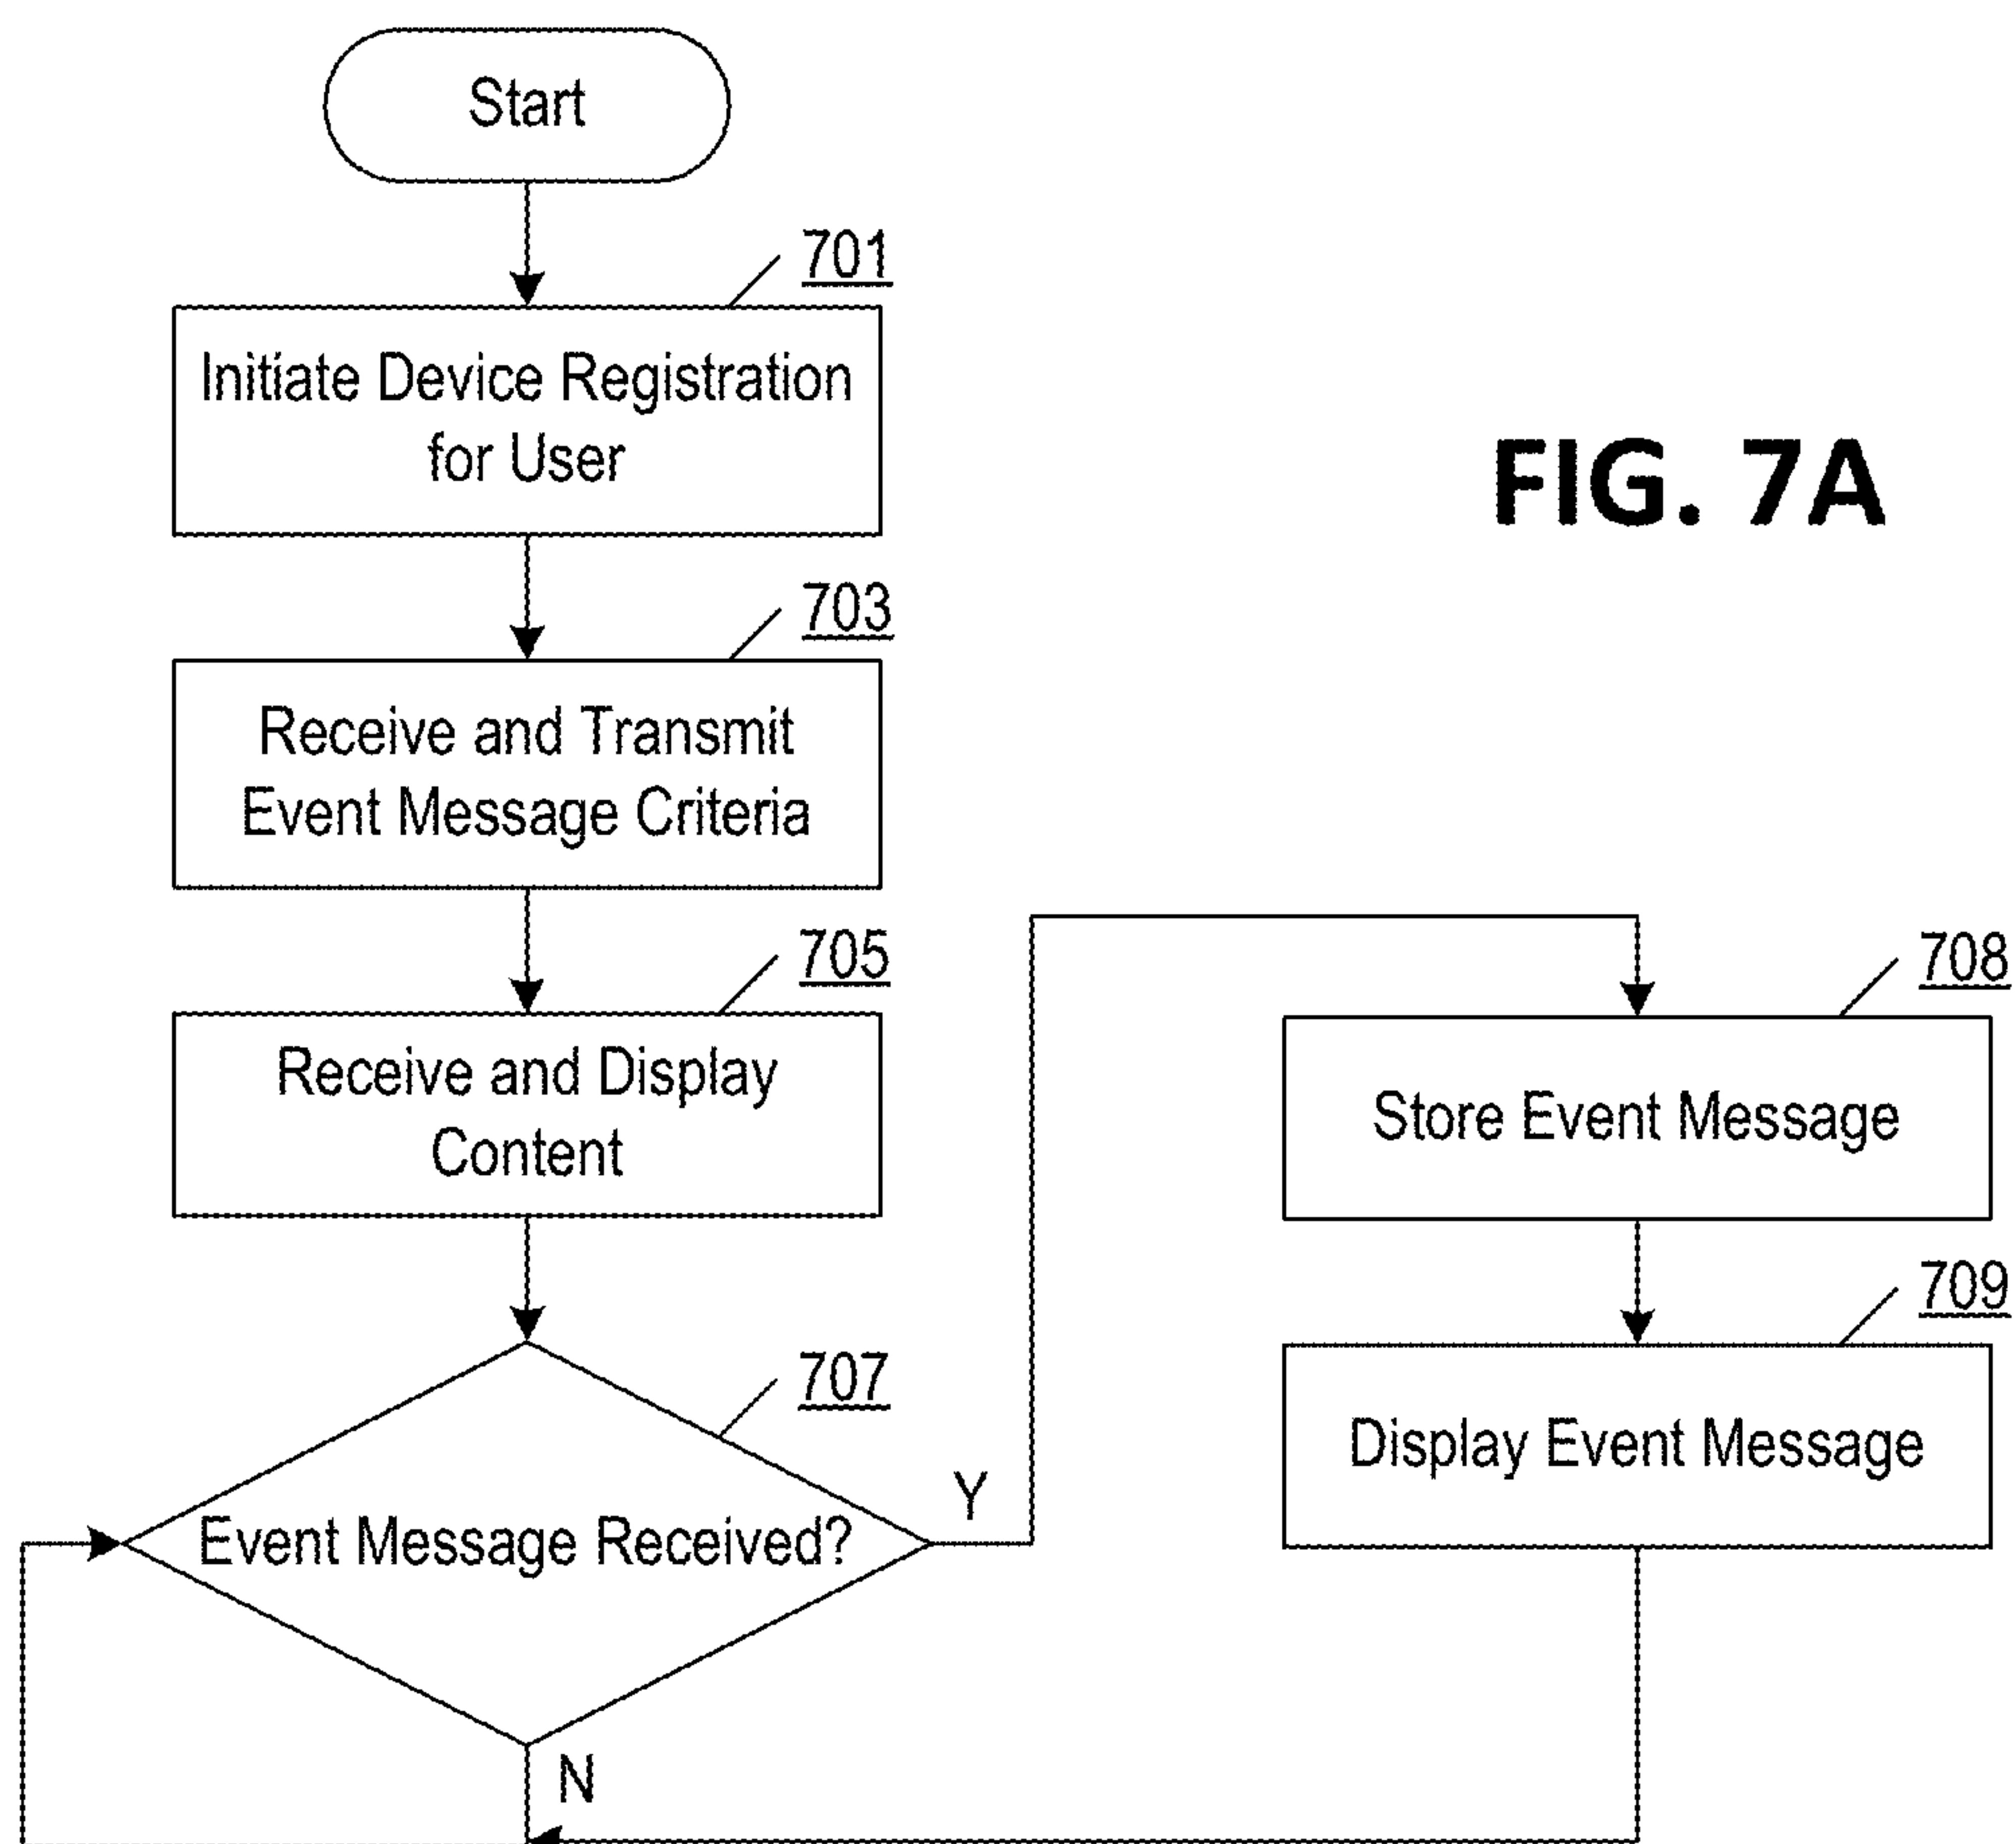 Start
701
Initiate Device Registration
for User
FIG. 7A
703
Receive and Transmit
Event Message Criteria
705
Receive and Display
Content
708
Store Event Message
709
Display Event Message
707
Event Message Received?
Y
N